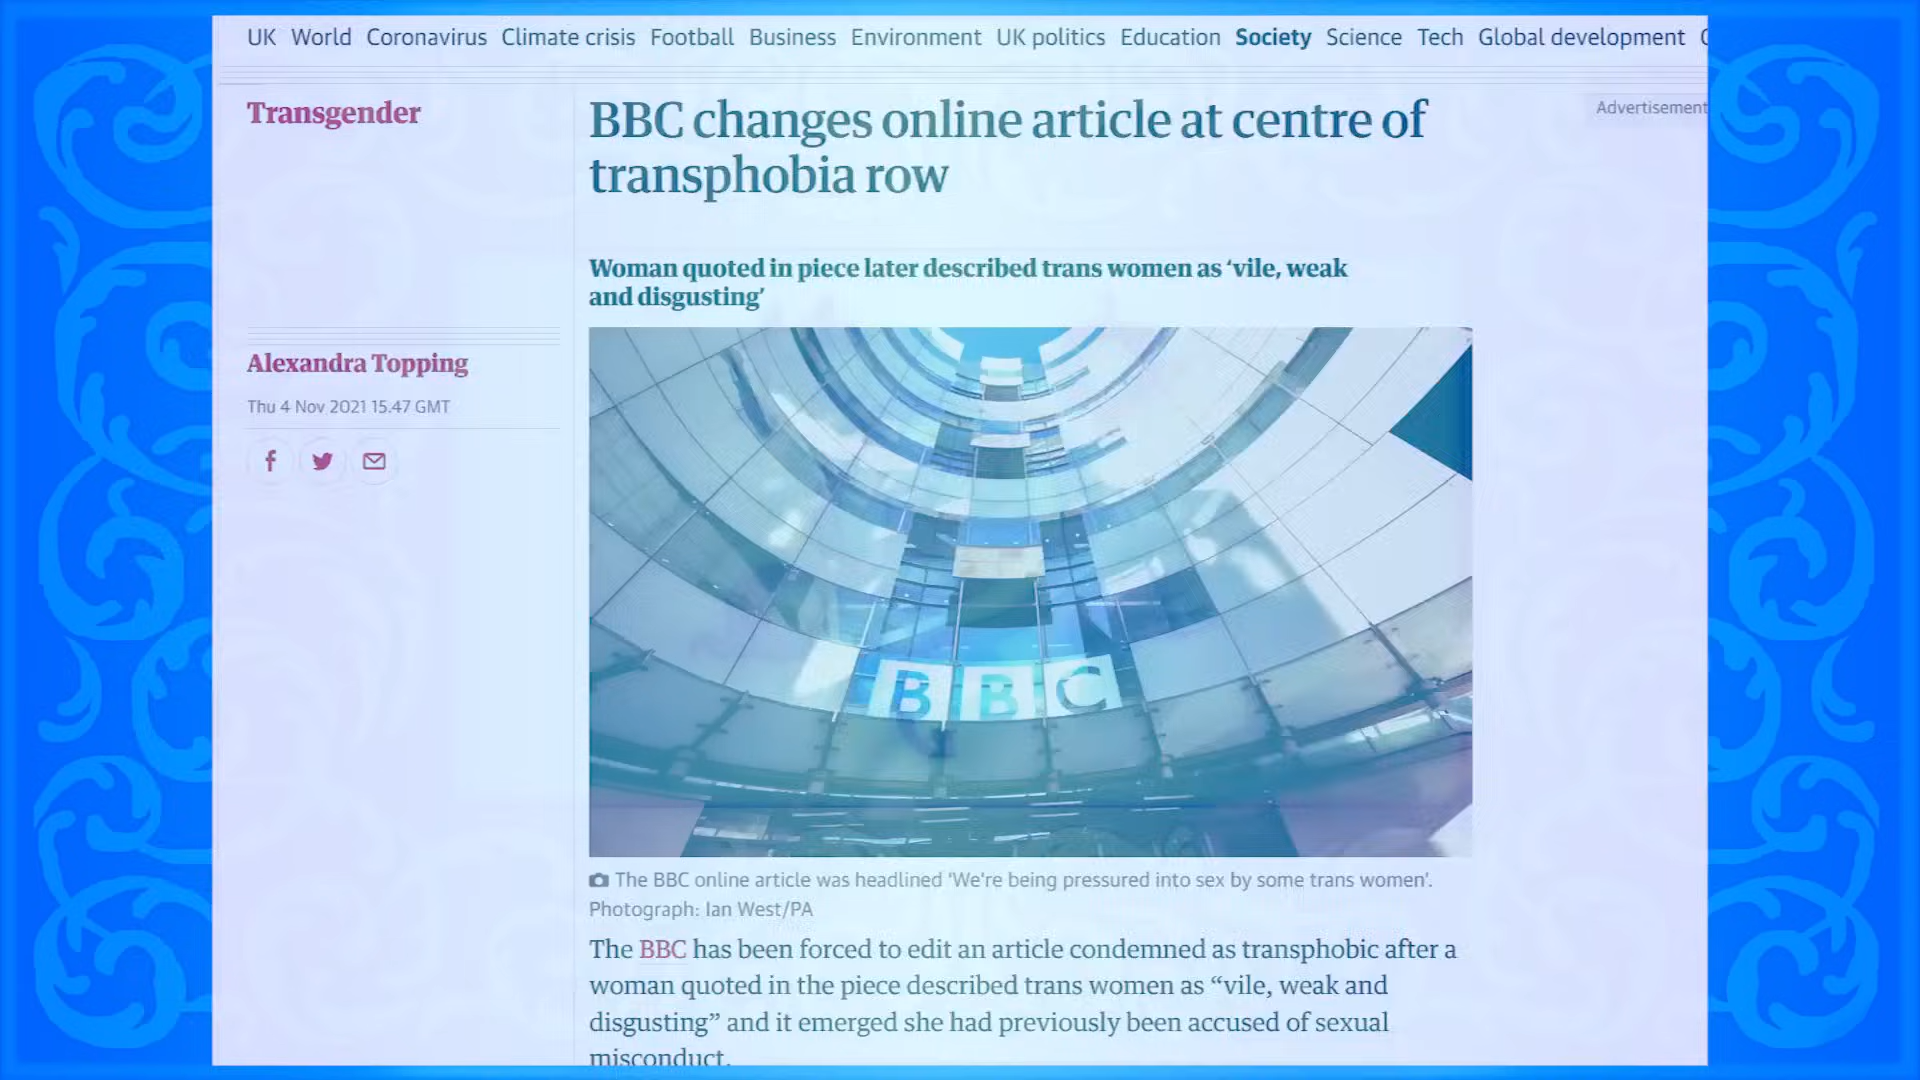 UK World Coronavirus Climate crisis Football Business Environment UK politics Education Society Science Tech Global development
Transgender
BBC changes online article at centre of
transphobia row
Advertisement
Woman quoted in piece later described trans women as ‘vile, weak
and disgusting’
Alexandra Topping
Thu 4 Nov 2021 15.47 GMT
BBC
The BBC online article was headlined ‘We're being pressured into sex by some trans women’.
Photograph: Ian West/PA
The BBC has been forced to edit an article condemned as transphobic after a
woman quoted in the piece described trans women as “vile, weak and
disgusting” and it emerged she had previously been accused of sexual
misconduct.